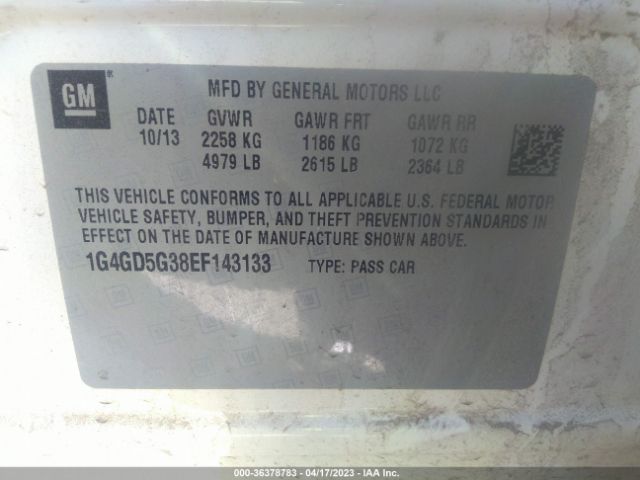 GM
MFD BY GENERAL MOTORS LLC
DATE GVWR GAWR FRT GAWR RR
10/13 2258 KG 1186 KG 1072 KG
4979 LB 2615 LB 2364 LB
THIS VEHICLE CONFORMS TO ALL APPLICABLE U.S. FEDERAL MOTOR
VEHICLE SAFETY, BUMPER, AND THEFT PREVENTION STANDARDS IN
EFFECT ON THE DATE OF MANUFACTURE SHOWN ABOVE.
1G4GD5G38EF143133 TYPE: PASS CAR
000-36378783 - 04/17/2023 - IAA Inc.